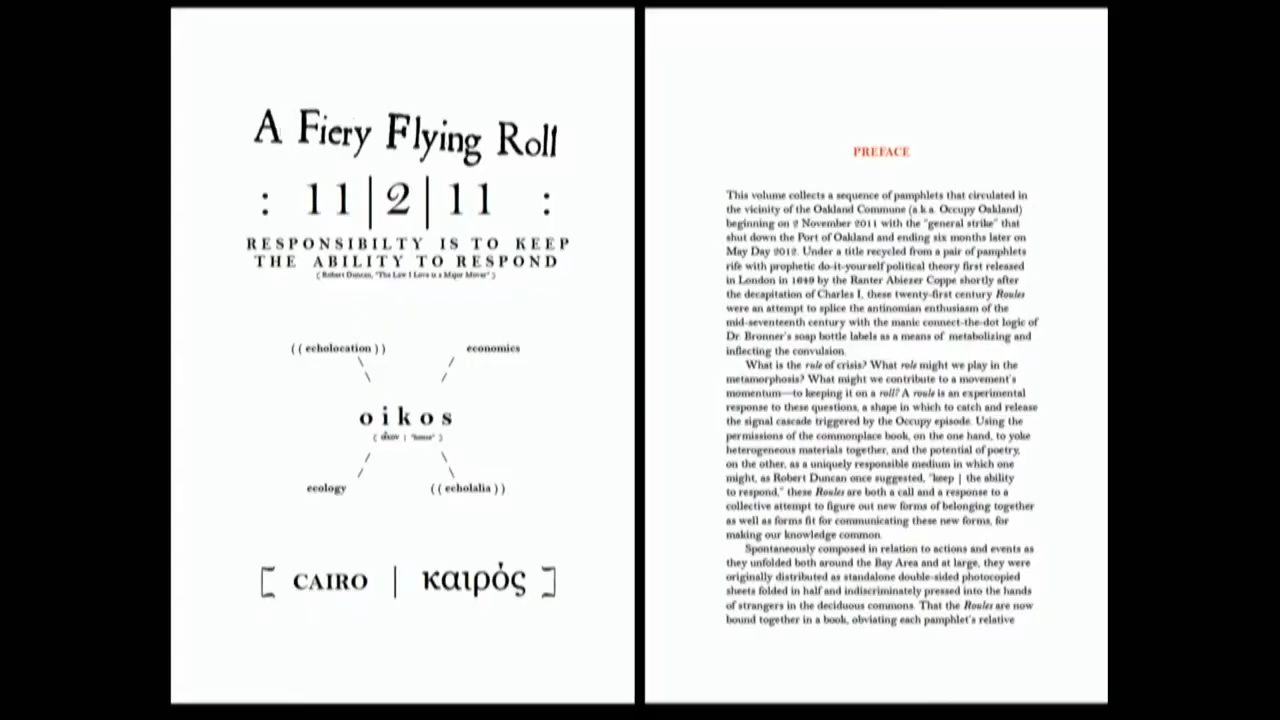 A Fiery Flying Roll
: 11 | 2 | 11 :
RESPONSIBILTY IS TO KEEP
THE ABILITY TO RESPOND
( Robert Duncan, "The Law I Love is a Major Mover" )
(( echolocation )) economics
oikos
ecology (( echolalia ))
[ CAIRO | καιρός ]
PREFACE
This volume collects a sequence of pamphlets that circulated in
the vicinity of the Oakland Commune (a.k.a. Occupy Oakland)
beginning on 2 November 2011 with the "general strike" that
shut down the Port of Oakland and ending six months later on
May Day 2012. Under a title recycled from a pair of pamphlets
rife with prophetic do-it-yourself political theory first released
in London in 1649 by the Ranter Abiezer Coppe shortly after
the decapitation of Charles I, these twenty-first century Roules
were an attempt to splice the antinomian enthusiasm of the
mid-seventeenth century with the manic connect-the-dot logic of
Dr. Bronner's soap bottle labels as a means of metabolizing and
inflecting the convulsion.
What is the rule of crisis? What role might we play in the
metamorphosis? What might we contribute to a movement's
momentum—to keeping it on a roll? A roule is an experimental
response to these questions, a shape in which to catch and release
the signal cascade triggered by the Occupy episode. Using the
permissions of the commonplace book, on the one hand, to yoke
heterogeneous materials together, and the potential of poetry,
on the other, as a uniquely responsible medium in which one
might, as Robert Duncan once suggested, "keep | the ability
to respond," these Roules are both a call and a response to a
collective attempt to figure out new forms of belonging together
as well as forms fit for communicating these new forms, for
making our knowledge common.
Spontaneously composed in relation to actions and events as
they unfolded both around the Bay Area and at large, they were
originally distributed as standalone double-sided photocopied
sheets folded in half and indiscriminately pressed into the hands
of strangers in the deciduous commons. That the Roules are now
bound together in a book, obviating each pamphlet's relative